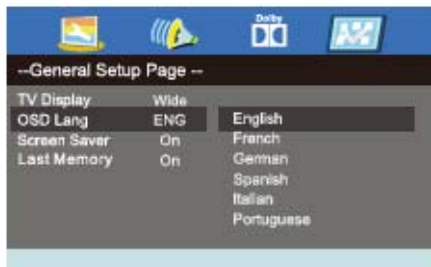 Dolby
--General Setup Page --
TV Display Wide
OSD Lang ENG English
Screen Saver On French
Last Memory On German
Spanish
Italian
Portuguese